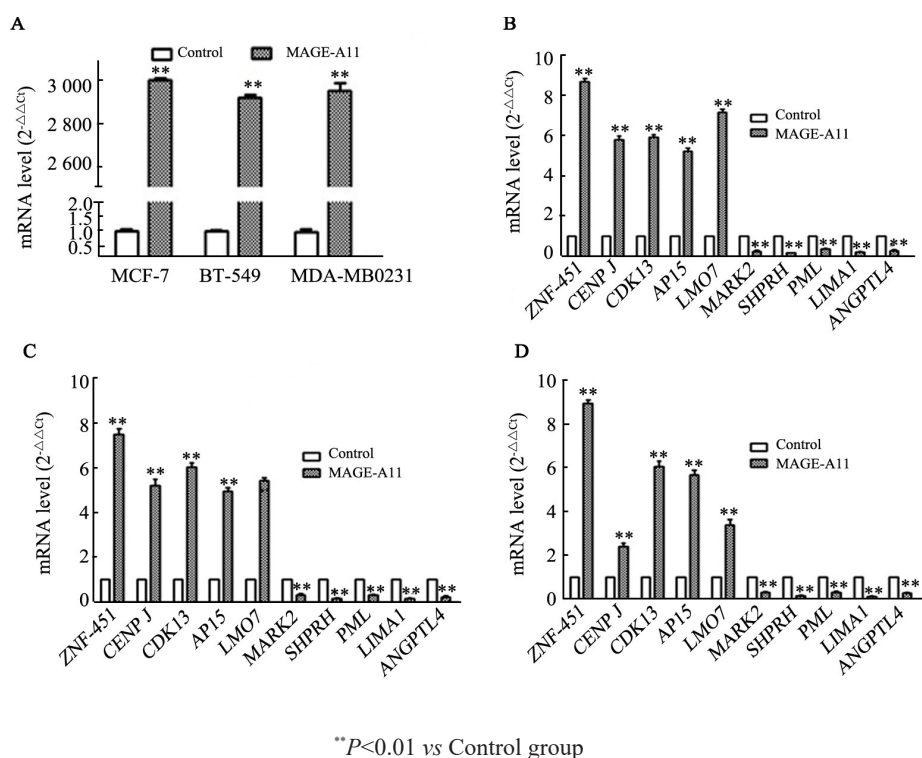 A
Control
MAGE-A11
mRNA level (2-△△Ct)
3 000
2 800
2 600
2.0
1.5
1.0
0.5
** ** **
MCF-7 BT-549 MDA-MB0231
B
Control
MAGE-A11
mRNA level (2-△△Ct)
10
8
6
4
2
0
** ** ** ** ** ** ** ** ** **
ZNF-451 CENP J CDK13 AP15 LMO7 MARK2 SHPRH PML LIMA1 ANGPTL4
C
Control
MAGE-A11
mRNA level (2-△△Ct)
10
8
6
4
2
0
** ** ** ** ** ** ** ** ** **
ZNF-451 CENP J CDK13 AP15 LMO7 MARK2 SHPRH PML LIMA1 ANGPTL4
D
Control
MAGE-A11
mRNA level (2-△△Ct)
10
8
6
4
2
0
** ** ** ** ** ** ** ** ** **
ZNF-451 CENP J CDK13 AP15 LMO7 MARK2 SHPRH PML LIMA1 ANGPTL4
**P<0.01 vs Control group